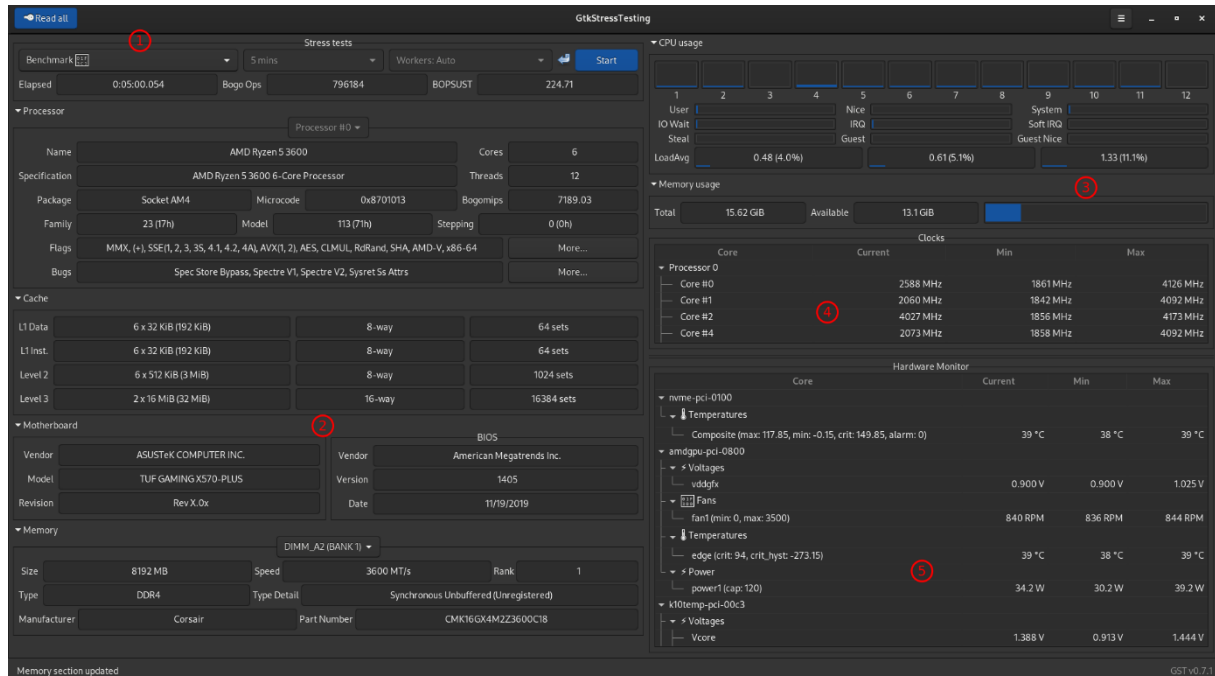 Read all
GtkStressTesting
1
Stress tests
Benchmark 5 mins Workers: Auto Start
Elapsed 0:05:00.054 Bogo Ops 796184 BOPSUST 224.71
Processor
Processor #0
Name AMD Ryzen 5 3600 Cores 6
Specification AMD Ryzen 5 3600 6-Core Processor Threads 12
Package Socket AM4 Microcode 0x8701013 Bogomips 7189.03
Family 23 (17h) Model 113 (71h) Stepping 0 (0h)
Flags MMX, (+), SSE(1, 2, 3, 3S, 4.1, 4.2, 4A), AVX(1, 2), AES, CLMUL, RdRand, SHA, AMD-V, x86-64 More...
Bugs Spec Store Bypass, Spectre V1, Spectre V2, Sysret Ss Attrs More...
Cache
L1 Data 6 x 32 KiB (192 KiB) 8-way 64 sets
L1 Inst. 6 x 32 KiB (192 KiB) 8-way 64 sets
Level 2 6 x 512 KiB (3 MiB) 8-way 1024 sets
Level 3 2 x 16 MiB (32 MiB) 16-way 16384 sets
2
Motherboard
BIOS
Vendor ASUSTeK COMPUTER INC. Vendor American Megatrends Inc.
Model TUF GAMING X570-PLUS Version 1405
Revision Rev X.0x Date 11/19/2019
Memory
DIMM_A2 (BANK 1)
Size 8192 MB Speed 3600 MT/s Rank 1
Type DDR4 Type Detail Synchronous Unbuffered (Unregistered)
Manufacturer Corsair Part Number CMK16GX4M2Z3600C18
Memory section updated
CPU usage
1 2 3 4 5 6 7 8 9 10 11 12
User Nice System
IO Wait IRQ Soft IRQ
Steal Guest Guest Nice
LoadAvg 0.48 (4.0%) 0.61 (5.1%) 1.33 (11.1%)
Memory usage
3
Total 15.62 GiB Available 13.1 GiB
Clocks
Core Current Min Max
Processor 0
Core #0 2588 MHz 1861 MHz 4126 MHz
Core #1 2060 MHz 1842 MHz 4092 MHz
4
Core #2 4027 MHz 1856 MHz 4173 MHz
Core #4 2073 MHz 1858 MHz 4092 MHz
Hardware Monitor
Core Current Min Max
nvme-pci-0100
Temperatures
Composite (max: 117.85, min: -0.15, crit: 149.85, alarm: 0) 39 °C 38 °C 39 °C
amdgpu-pci-0800
Voltages
vddgfx 0.900 V 0.900 V 1.025 V
Fans
fan1 (min: 0, max: 3500) 840 RPM 836 RPM 844 RPM
Temperatures
edge (crit: 94, crit_hyst: -273.15) 39 °C 38 °C 39 °C
5
Power
power1 (cap: 120) 34.2 W 30.2 W 39.2 W
k10temp-pci-00c3
Voltages
Vcore 1.388 V 0.913 V 1.444 V
GST v0.7.1